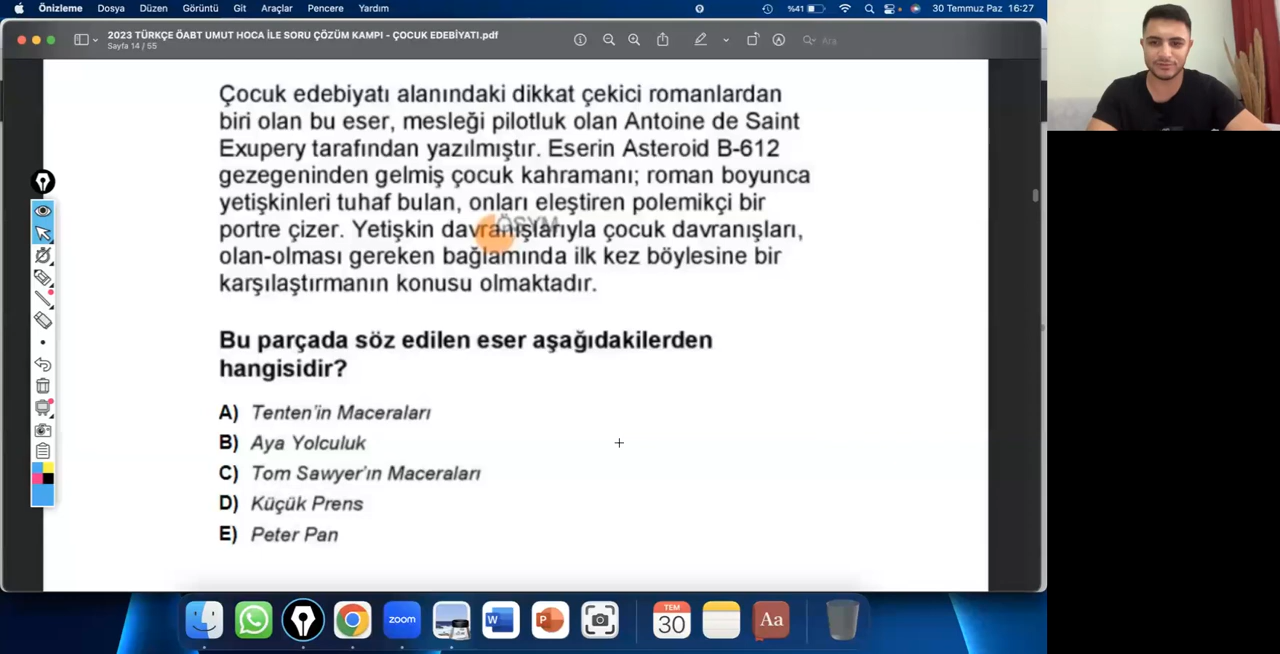 Önizleme Dosya Düzen Görüntü Git Araçlar Pencere Yardım %41 30 Temmuz Paz 16:27
2023 TÜRKÇE ÖABT UMUT HOCA İLE SORU ÇÖZÜM KAMPI - ÇOCUK EDEBİYATI.pdf
Sayfa 14 / 55
Ara
Çocuk edebiyatı alanındaki dikkat çekici romanlardan
biri olan bu eser, mesleği pilotluk olan Antoine de Saint
Exupery tarafından yazılmıştır. Eserin Asteroid B-612
gezegeninden gelmiş çocuk kahramanı; roman boyunca
yetişkinleri tuhaf bulan, onları eleştiren polemikçi bir
ÖSYM
portre çizer. Yetişkin davranışlarıyla çocuk davranışları,
olan-olması gereken bağlamında ilk kez böylesine bir
karşılaştırmanın konusu olmaktadır.
Bu parçada söz edilen eser aşağıdakilerden
hangisidir?
A) Tenten'in Maceraları
B) Aya Yolculuk
C) Tom Sawyer'ın Maceraları
D) Küçük Prens
E) Peter Pan
zoom
W
P
TEM
30
Aa